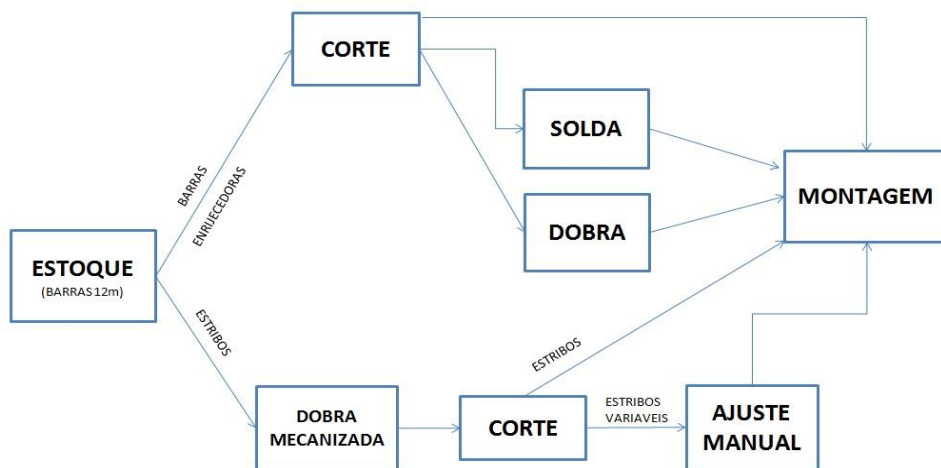 CORTE
SOLDA
DOBRA
MONTAGEM
BARRAS
ENRIJECEDORAS
ESTOQUE
(BARRAS 12m)
ESTRIBOS
DOBRA
MECANIZADA
CORTE
ESTRIBOS
ESTRIBOS
VARIAVEIS
AJUSTE
MANUAL